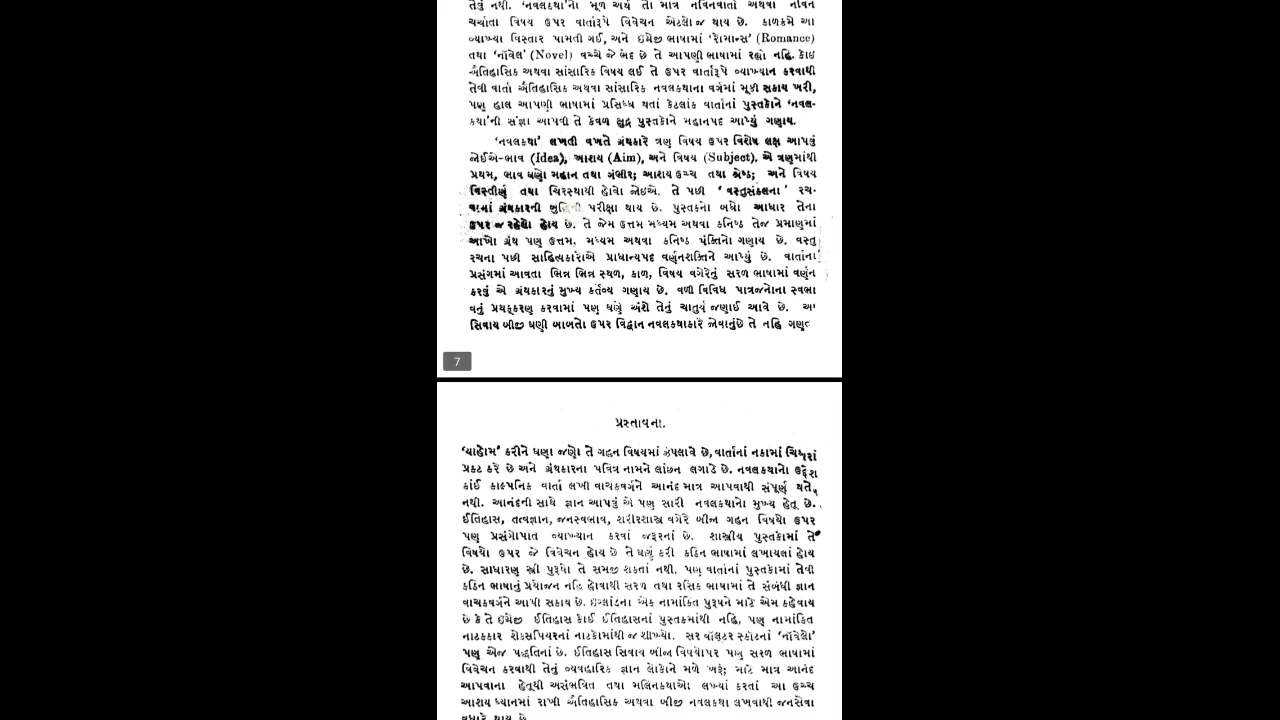 તેવું નથી. 'નવલકથા'નો મૂળ અર્થ તો માત્ર નવિનવાર્તા અથવા નવિન
ચર્ચાતા વિષય ઉપર વાર્તારૂપે વિવેચન એટલોજ થાય છે. કાળક્રમે આ
વ્યાખ્યા વિસ્તાર પામતી ગઈ, અને ઇંગ્રેજી ભાષામાં 'રોમાન્સ' (Romance)
તથા 'નૉવેલ' (Novel) વચ્ચે જે ભેદ છે તે આપણી ભાષામાં રહ્યો નહિ. કોઇ
ઐતિહાસિક અથવા સાંસારિક વિષય લઈ તે ઉપર વાર્તારૂપે વ્યાખ્યાન કરવાથી
તેવી વાર્તા ઐતિહાસિક અથવા સાંસારિક નવલકથાના વર્ગમાં મૂકી સકાય ખરી,
પણ હાલ આપણી ભાષામાં પ્રસિધ્ધ થતાં કેટલાંક વાર્તાનાં પુસ્તકોને 'નવલ-
કથા'ની સંજ્ઞા આપવી તે કેવળ ક્ષુદ્ર પુસ્તકોને મહાનપદ આપ્યું ગણાય.
'નવલકથા' લખતી વખતે ગ્રંથકારે ત્રણ વિષય ઉપર વિશેષ લક્ષ આપવું
જોઈએ-ભાવ (Idea), આશય (Aim), અને વિષય (Subject). એ ત્રણમાંથી
પ્રથમ, ભાવ ઘણો મહાન તથા ગંભીર; આશય ઉચ્ચ તથા શ્રેષ્ઠ; અને વિષય
વિસ્તીર્ણ તથા ચિરસ્થાયી હોવો જોઇએ. તે પછી 'વસ્તુસંકલના' રચ-
વામાં ગ્રંથકારની બુદ્ધિની પરીક્ષા થાય છે. પુસ્તકનો બધો આધાર તેના
ઉપર જ રહેલો હોય છે. તે જેમ ઉત્તમ મધ્યમ અથવા કનિષ્ઠ તેજ પ્રમાણમાં
આખો ગ્રંથ પણ ઉત્તમ. મધ્યમ અથવા કનિષ્ઠ પંક્તિનો ગણાય છે. વસ્તુ
રચના પછી સાહિત્યકારોએ પ્રાધાન્યપદ વર્ણનશક્તિને આપ્યું છે. વાર્તાના
પ્રસંગમાં આવતા ભિન્ન ભિન્ન સ્થળ, કાળ, વિષય વગેરેનું સરળ ભાષામાં વર્ણન
કરવું એ ગ્રંથકારનું મુખ્ય કર્તવ્ય ગણાય છે. વળી વિવિધ પાત્રજનોના સ્વભા
વનું પ્રથક્કરણ કરવામાં પણ ઘણે અંશે તેનું ચાતુર્ય જણાઈ આવે છે. આ
સિવાય બીજી ઘણી બાબતો ઉપર વિદ્વાન નવલકથાકારે જોવાનુંછે તે નહિ ગણત
7
પ્રસ્તાવના.
'યાહોમ' કરીને ઘણા જણો તે ગહન વિષયમાં ઝંપલાવે છે, વાર્તાનાં નકામાં ચિથરાં
પ્રકટ કરે છે અને ગ્રંથકારના પવિત્ર નામને લાંછન લગાડે છે. નવલકથાનો ઉદ્દેશ
કાંઈ કાલ્પનિક વાર્તા લખી વાચકવર્ગને આનંદ માત્ર આપવાથી સંપૂર્ણ થતો
નથી. આનંદની સાથે જ્ઞાન આપવું એ પણ સારી નવલકથાનો મુખ્ય હેતૂ છે.
ઈતિહાસ, તત્વજ્ઞાન, જનસ્વભાવ, શરીરશાસ્ત્ર વગેરે બીજા ગહન વિષયો ઉપર
પણ પ્રસંગોપાત વ્યાખ્યાન કરવાં જરૂરનાં છે. શાસ્ત્રીય પુસ્તકોમાં તે
વિષયો ઉપર જે વિવેચન હોય છે તે ઘણું કરી કઠિન ભાષામાં લખાયલાં હોય
છે. સાધારણ સ્ત્રી પુરૂષો તે સમજી શકતાં નથી. પણ વાર્તાનાં પુસ્તકોમાં તેવી
કઠિન ભાષાનું પ્રયોજન નહિ હોવાથી સરળ તથા રસિક ભાષામાં તે સંબંધી જ્ઞાન
વાચકવર્ગને આપી સકાય છે. ઇંગ્લાંડના એક નામાંકિત પુરૂષને માટે એમ કહેવાય
છે કે તે ઇંગ્રેજી ઈતિહાસ કોઈ ઈતિહાસનાં પુસ્તકમાંથી નહિ, પણ નામાંકિત
નાટકકાર શેક્સપિયરનાં નાટકોમાંથી જ શીખ્યો. સર વૉલ્ટર સ્કૉટનાં 'નૉવેલો'
પણ એજ પદ્ધતિનાં છે. ઈતિહાસ સિવાય બીજા વિષયોપર પણ સરળ ભાષામાં
વિવેચન કરવાથી તેનું વ્યવહારિક જ્ઞાન લોકોને મળે ખરૂં; માટે માત્ર આનંદ
આપવાના હેતૂથી અસંભવિત તથા મલિનકથાઓ લખ્યાં કરતાં આ ઉચ્ચ
આશય ધ્યાનમાં રાખી ઐતિહાસિક અથવા બીજી નવલકથા લખવાથી જનસેવા
વધારે થાય છે.